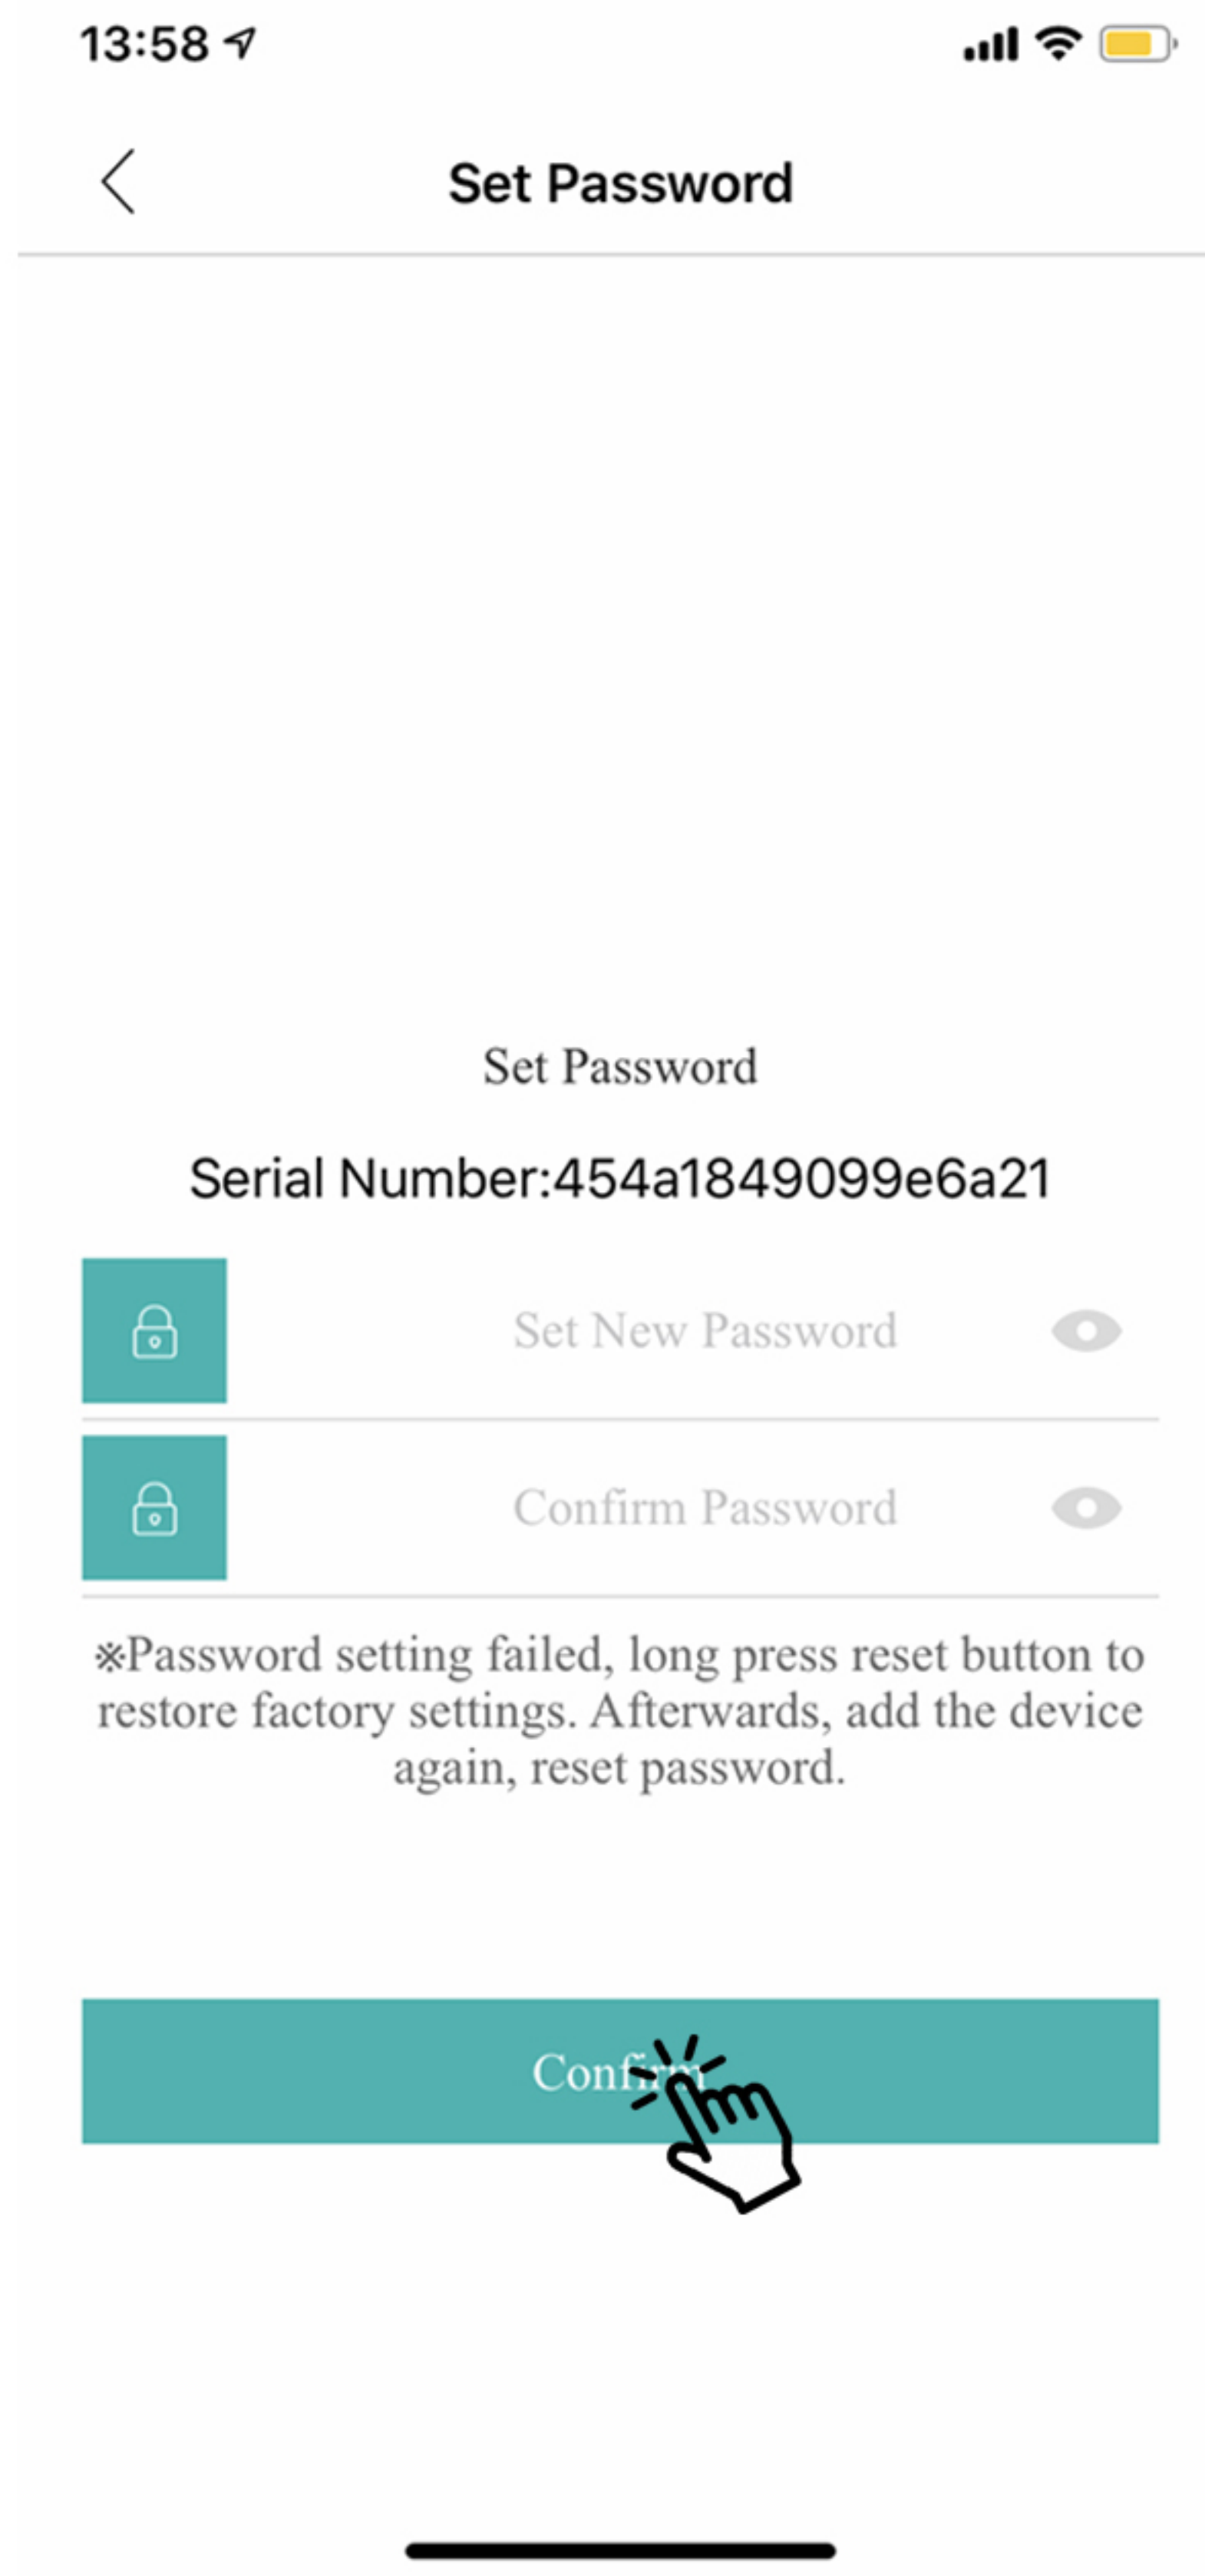 13:58
Set Password
Set Password
Serial Number:454a1849099e6a21
Set New Password
Confirm Password
※Password setting failed, long press reset button to
restore factory settings. Afterwards, add the device
again, reset password.
Confirm